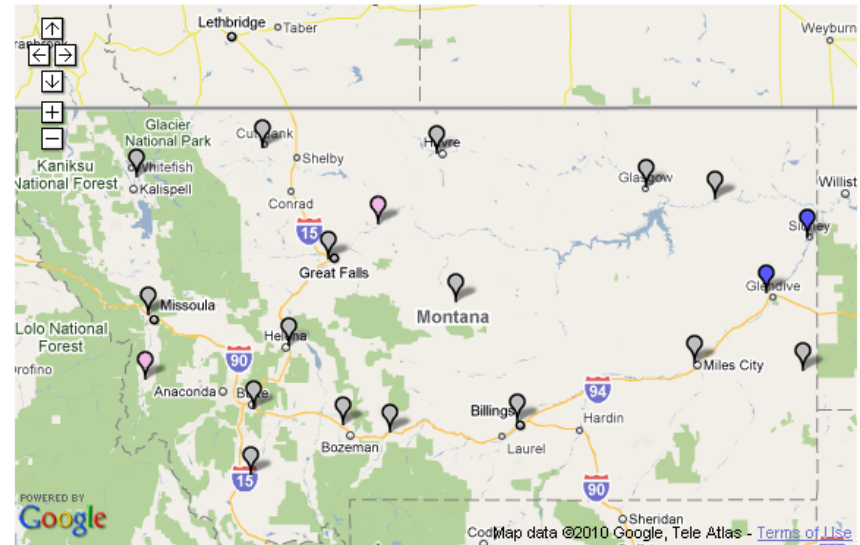 Lethbridge
Taber
Weyburn
Glacier
National Park
Cut Bank
Havre
Shelby
Whitefish
Kaniksu
National Forest
Kalispell
Glasgow
Willist
Conrad
15
Sidney
Great Falls
Glendive
Missoula
Montana
Helena
Lolo National
Forest
90
Miles City
Orofino
94
Anaconda
Butte
Billings
Hardin
Bozeman
Laurel
15
90
POWERED BY
Google
Sheridan
Map data ©2010 Google, Tele Atlas - Terms of Use